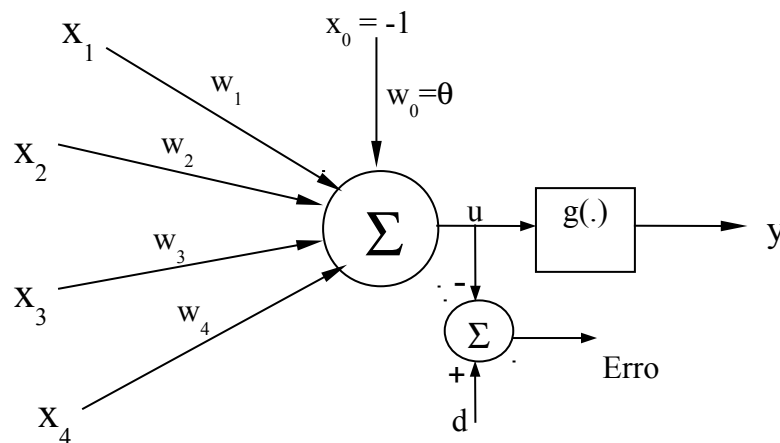 x₀ = -1
x₁
w₁
w₀=θ
x₂
w₂
Σ
u
g(.)
y
w₃
x₃
w₄
-
Σ
Erro
+
d
x₄